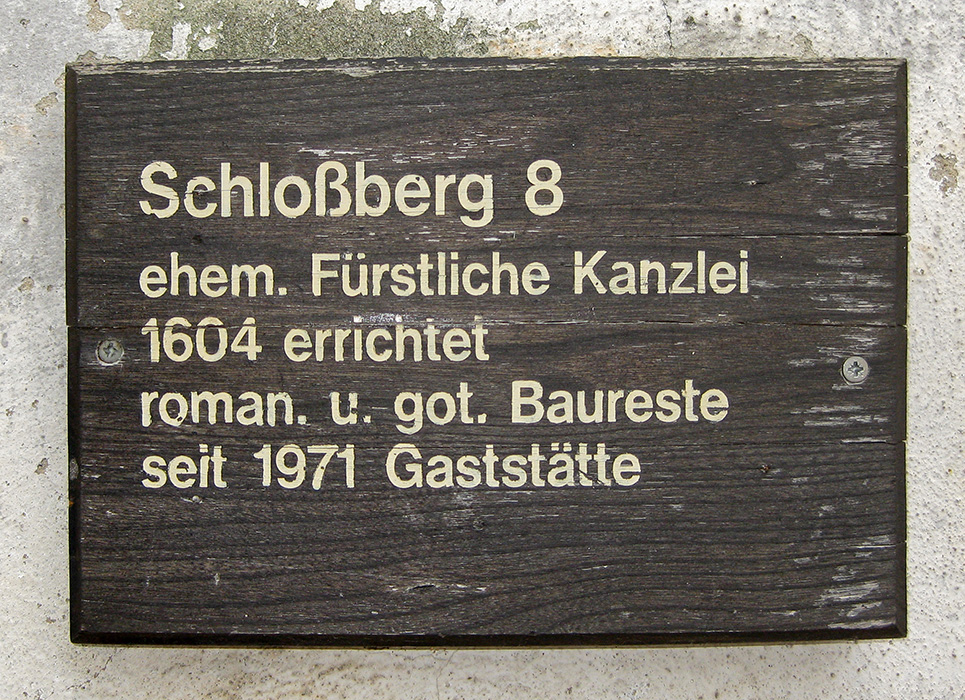 Schloßberg 8
ehem. Fürstliche Kanzlei
1604 errichtet
roman. u. got. Baureste
seit 1971 Gaststätte